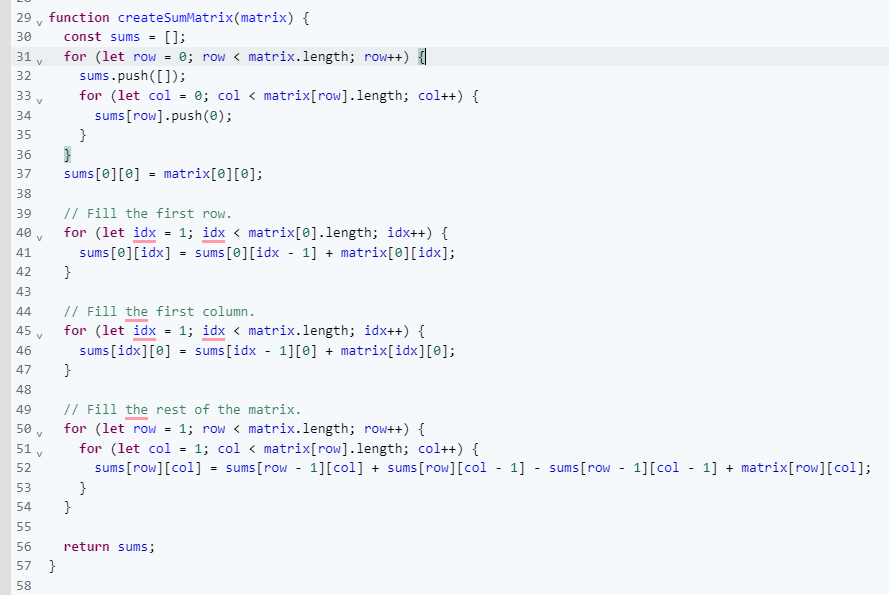 29 function createSumMatrix(matrix) {
30   const sums = [];
31   for (let row = 0; row < matrix.length; row++) {
32     sums.push([]);
33     for (let col = 0; col < matrix[row].length; col++) {
34       sums[row].push(0);
35     }
36   }
37   sums[0][0] = matrix[0][0];
38
39   // Fill the first row.
40   for (let idx = 1; idx < matrix[0].length; idx++) {
41     sums[0][idx] = sums[0][idx - 1] + matrix[0][idx];
42   }
43
44   // Fill the first column.
45   for (let idx = 1; idx < matrix.length; idx++) {
46     sums[idx][0] = sums[idx - 1][0] + matrix[idx][0];
47   }
48
49   // Fill the rest of the matrix.
50   for (let row = 1; row < matrix.length; row++) {
51     for (let col = 1; col < matrix[row].length; col++) {
52       sums[row][col] = sums[row - 1][col] + sums[row][col - 1] - sums[row - 1][col - 1] + matrix[row][col];
53     }
54   }
55
56   return sums;
57 }
58